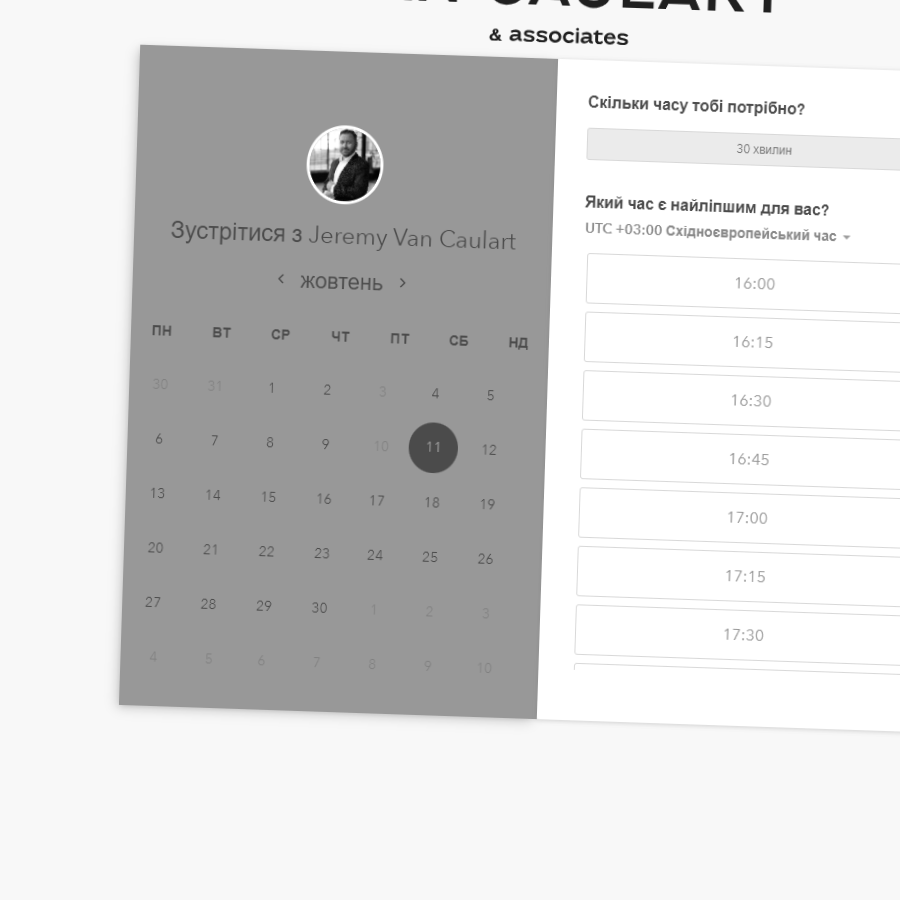 & associates
Зустрітися з Jeremy Van Caulart
жовтень
ПН ВТ СР ЧТ ПТ СБ НД
30 31 1 2 3 4 5
6 7 8 9 10 11 12
13 14 15 16 17 18 19
20 21 22 23 24 25 26
27 28 29 30 1 2 3
4 5 6 7 8 9 10
Скільки часу тобі потрібно?
30 хвилин
Який час є найліпшим для вас?
UTC +03:00 Східноєвропейський час
16:00
16:15
16:30
16:45
17:00
17:15
17:30